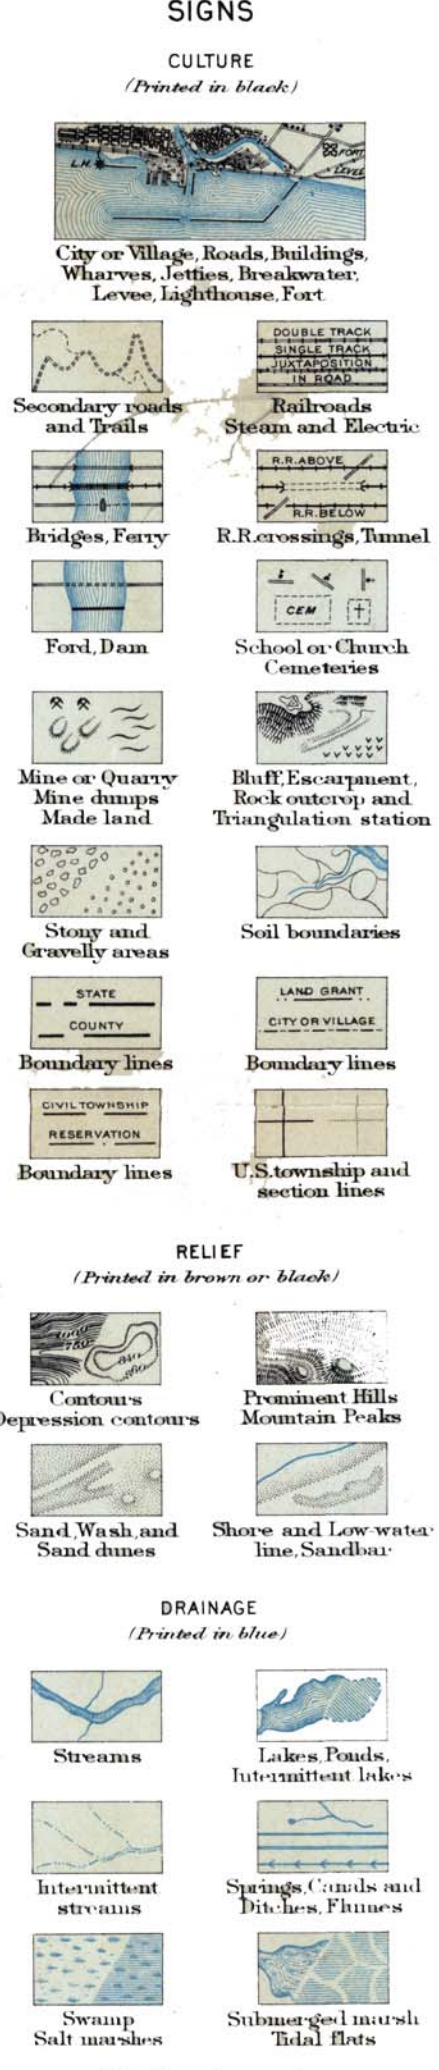 SIGNS
CULTURE
(Printed in black)
L.H.
FORT
LEVEE
City or Village, Roads, Buildings,
Wharves, Jetties, Breakwater,
Levee, Lighthouse, Fort
DOUBLE TRACK
SINGLE TRACK
JUXTAPOSITION
IN ROAD
Secondary roads
and Trails
Railroads
Steam and Electric
R.R. ABOVE
R.R. BELOW
Bridges, Ferry
R.R. crossings, Tunnel
CEM
Ford, Dam
School or Church
Cemeteries
Mine or Quarry
Mine dumps
Made land
Bluff, Escarpment,
Rock outcrop and
Triangulation station
Stony and
Gravelly areas
Soil boundaries
STATE
COUNTY
LAND GRANT
CITY OR VILLAGE
Boundary lines
Boundary lines
CIVIL TOWNSHIP
RESERVATION
Boundary lines
U.S. township and
section lines
RELIEF
(Printed in brown or black)
Contours
Depression contours
Prominent Hills
Mountain Peaks
Sand, Wash, and
Sand dunes
Shore and Low-water
line, Sandbar
DRAINAGE
(Printed in blue)
Streams
Lakes, Ponds,
Intermittent lakes
Intermittent
streams
Springs, Canals and
Ditches, Flumes
Swamp
Salt marshes
Submerged marsh
Tidal flats